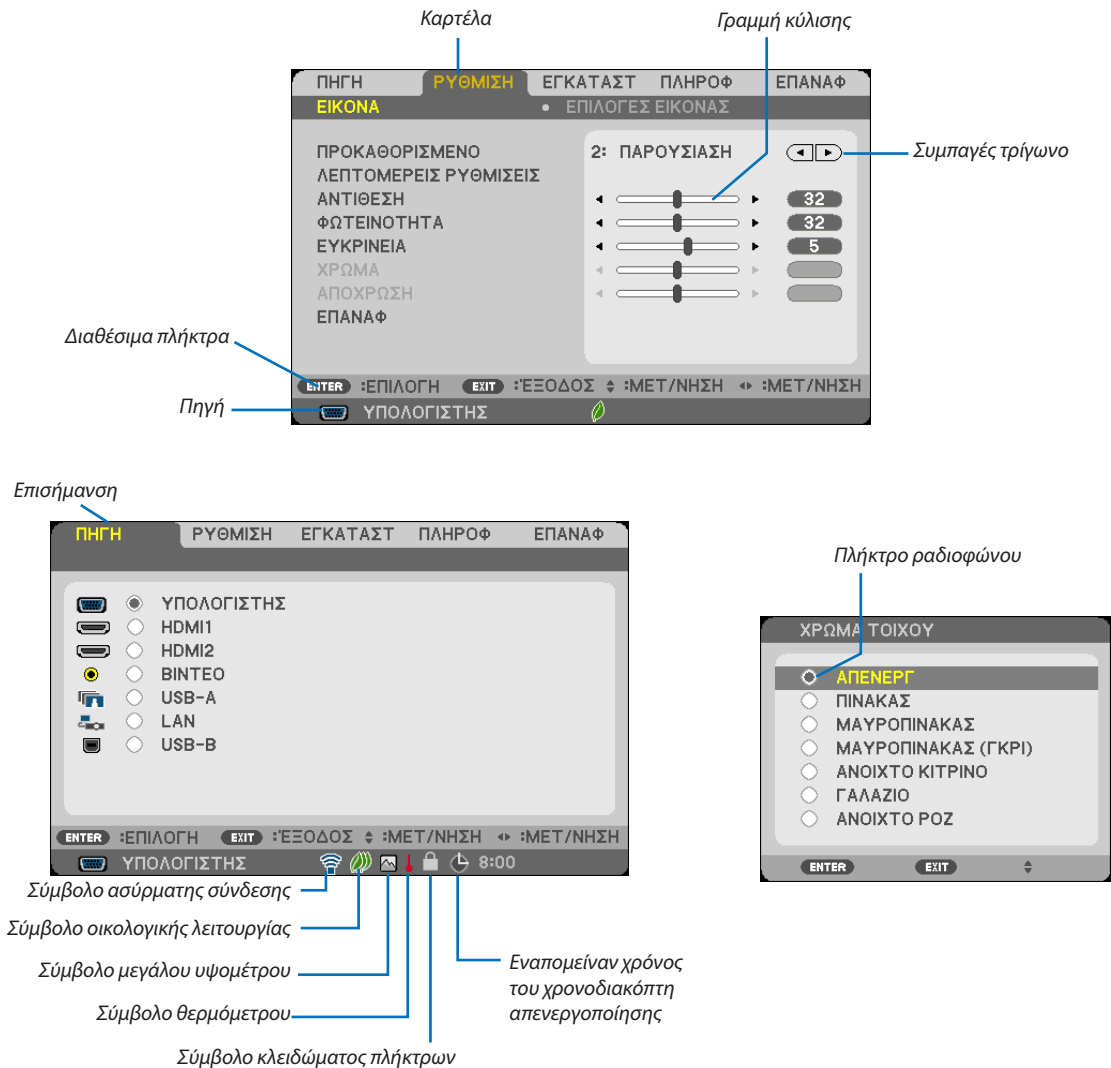 Καρτέλα
Γραμμή κύλισης
ΠΗΓΗ ΡΥΘΜΙΣΗ ΕΓΚΑΤΑΣΤ ΠΛΗΡΟΦ ΕΠΑΝΑΦ
ΕΙΚΟΝΑ • ΕΠΙΛΟΓΕΣ ΕΙΚΟΝΑΣ
ΠΡΟΚΑΘΟΡΙΣΜΕΝΟ 2: ΠΑΡΟΥΣΙΑΣΗ
Συμπαγές τρίγωνο
ΛΕΠΤΟΜΕΡΕΙΣ ΡΥΘΜΙΣΕΙΣ
ΑΝΤΙΘΕΣΗ 32
ΦΩΤΕΙΝΟΤΗΤΑ 32
ΕΥΚΡΙΝΕΙΑ 5
ΧΡΩΜΑ
ΑΠΟΧΡΩΣΗ
ΕΠΑΝΑΦ
Διαθέσιμα πλήκτρα
ENTER :ΕΠΙΛΟΓΗ EXIT :ΈΞΟΔΟΣ :ΜΕΤ/ΝΗΣΗ :ΜΕΤ/ΝΗΣΗ
Πηγή
ΥΠΟΛΟΓΙΣΤΗΣ
Επισήμανση
ΠΗΓΗ ΡΥΘΜΙΣΗ ΕΓΚΑΤΑΣΤ ΠΛΗΡΟΦ ΕΠΑΝΑΦ
ΥΠΟΛΟΓΙΣΤΗΣ
HDMI1
HDMI2
ΒΙΝΤΕΟ
USB-A
LAN
USB-B
ENTER :ΕΠΙΛΟΓΗ EXIT :ΈΞΟΔΟΣ :ΜΕΤ/ΝΗΣΗ :ΜΕΤ/ΝΗΣΗ
ΥΠΟΛΟΓΙΣΤΗΣ 8:00
Σύμβολο ασύρματης σύνδεσης
Σύμβολο οικολογικής λειτουργίας
Σύμβολο μεγάλου υψομέτρου
Σύμβολο θερμόμετρου
Σύμβολο κλειδώματος πλήκτρων
Εναπομείναν χρόνος
του χρονοδιακόπτη
απενεργοποίησης
Πλήκτρο ραδιοφώνου
ΧΡΩΜΑ ΤΟΙΧΟΥ
ΑΠΕΝΕΡΓ
ΠΙΝΑΚΑΣ
ΜΑΥΡΟΠΙΝΑΚΑΣ
ΜΑΥΡΟΠΙΝΑΚΑΣ (ΓΚΡΙ)
ΑΝΟΙΧΤΟ ΚΙΤΡΙΝΟ
ΓΑΛΑΖΙΟ
ΑΝΟΙΧΤΟ ΡΟΖ
ENTER EXIT